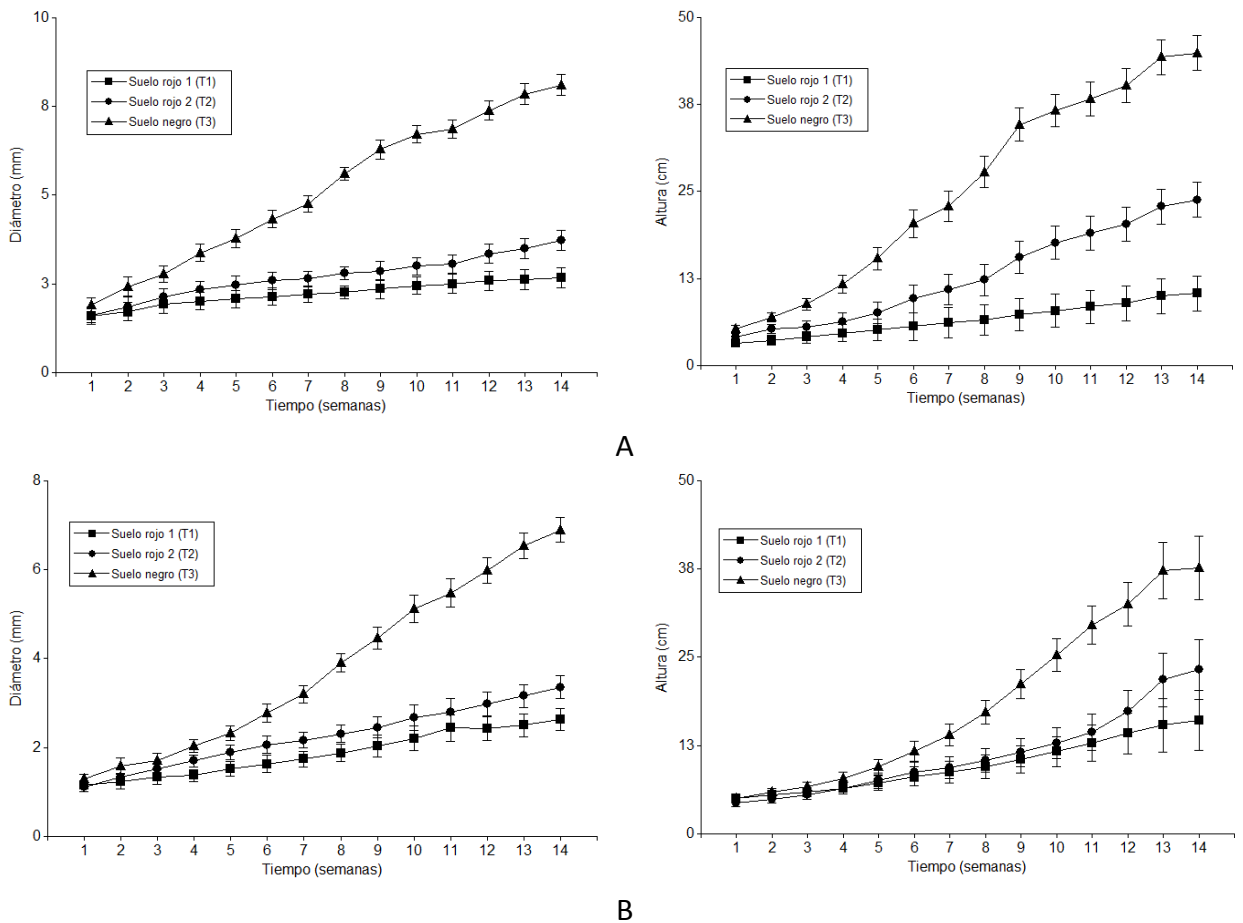 10
8
5
3
0
Diámetro (mm)
Suelo rojo 1 (T1)
Suelo rojo 2 (T2)
Suelo negro (T3)
1 2 3 4 5 6 7 8 9 10 11 12 13 14
Tiempo (semanas)
50
38
25
13
0
Altura (cm)
Suelo rojo 1 (T1)
Suelo rojo 2 (T2)
Suelo negro (T3)
1 2 3 4 5 6 7 8 9 10 11 12 13 14
Tiempo (semanas)
A
8
6
4
2
0
Diámetro (mm)
Suelo rojo 1 (T1)
Suelo rojo 2 (T2)
Suelo negro (T3)
1 2 3 4 5 6 7 8 9 10 11 12 13 14
Tiempo (semanas)
50
38
25
13
0
Altura (cm)
Suelo rojo 1 (T1)
Suelo rojo 2 (T2)
Suelo negro (T3)
1 2 3 4 5 6 7 8 9 10 11 12 13 14
Tiempo (semanas)
B